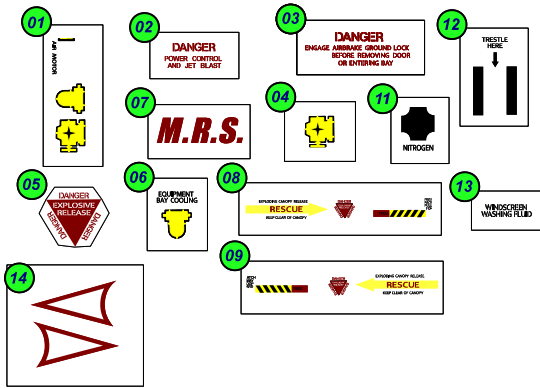 01
AIR MOTOR
02
DANGER
POWER CONTROL
AND JET BLAST
03
DANGER
ENGAGE AIRBRAKE GROUND LOCK
BEFORE REMOVING DOOR
OR ENTERING BAY
12
TRESTLE
HERE
07
M.R.S.
04
11
NITROGEN
05
DANGER
EXPLOSIVE
RELEASE
DANGER
DANGER
06
EQUIPMENT
BAY COOLING
08
EXPLODING CANOPY RELEASE
RESCUE
KEEP CLEAR OF CANOPY
13
WINDSCREEN
WASHING FLUID
09
EXPLODING CANOPY RELEASE
RESCUE
KEEP CLEAR OF CANOPY
14